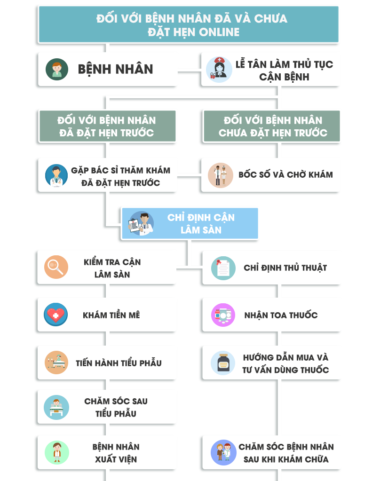 ĐỐI VỚI BỆNH NHÂN ĐÃ VÀ CHƯA
ĐẶT HẸN ONLINE
BỆNH NHÂN
LỄ TÂN LÀM THỦ TỤC
CẬN BỆNH
ĐỐI VỚI BỆNH NHÂN
ĐÃ ĐẶT HẸN TRƯỚC
ĐỐI VỚI BỆNH NHÂN
CHƯA ĐẶT HẸN TRƯỚC
GẶP BÁC SĨ THĂM KHÁM
ĐÃ ĐẶT HẸN TRƯỚC
BỐC SỐ VÀ CHỜ KHÁM
CHỈ ĐỊNH CẬN
LÂM SÀN
KIỂM TRA CẬN
LÂM SÀN
CHỈ ĐỊNH THỦ THUẬT
KHÁM TIỀN MÊ
NHẬN TOA THUỐC
TIẾN HÀNH TIỂU PHẪU
HƯỚNG DẪN MUA VÀ
TƯ VẤN DÙNG THUỐC
CHĂM SÓC SAU
TIỂU PHẪU
BỆNH NHÂN
XUẤT VIỆN
CHĂM SÓC BỆNH NHÂN
SAU KHI KHÁM CHỮA